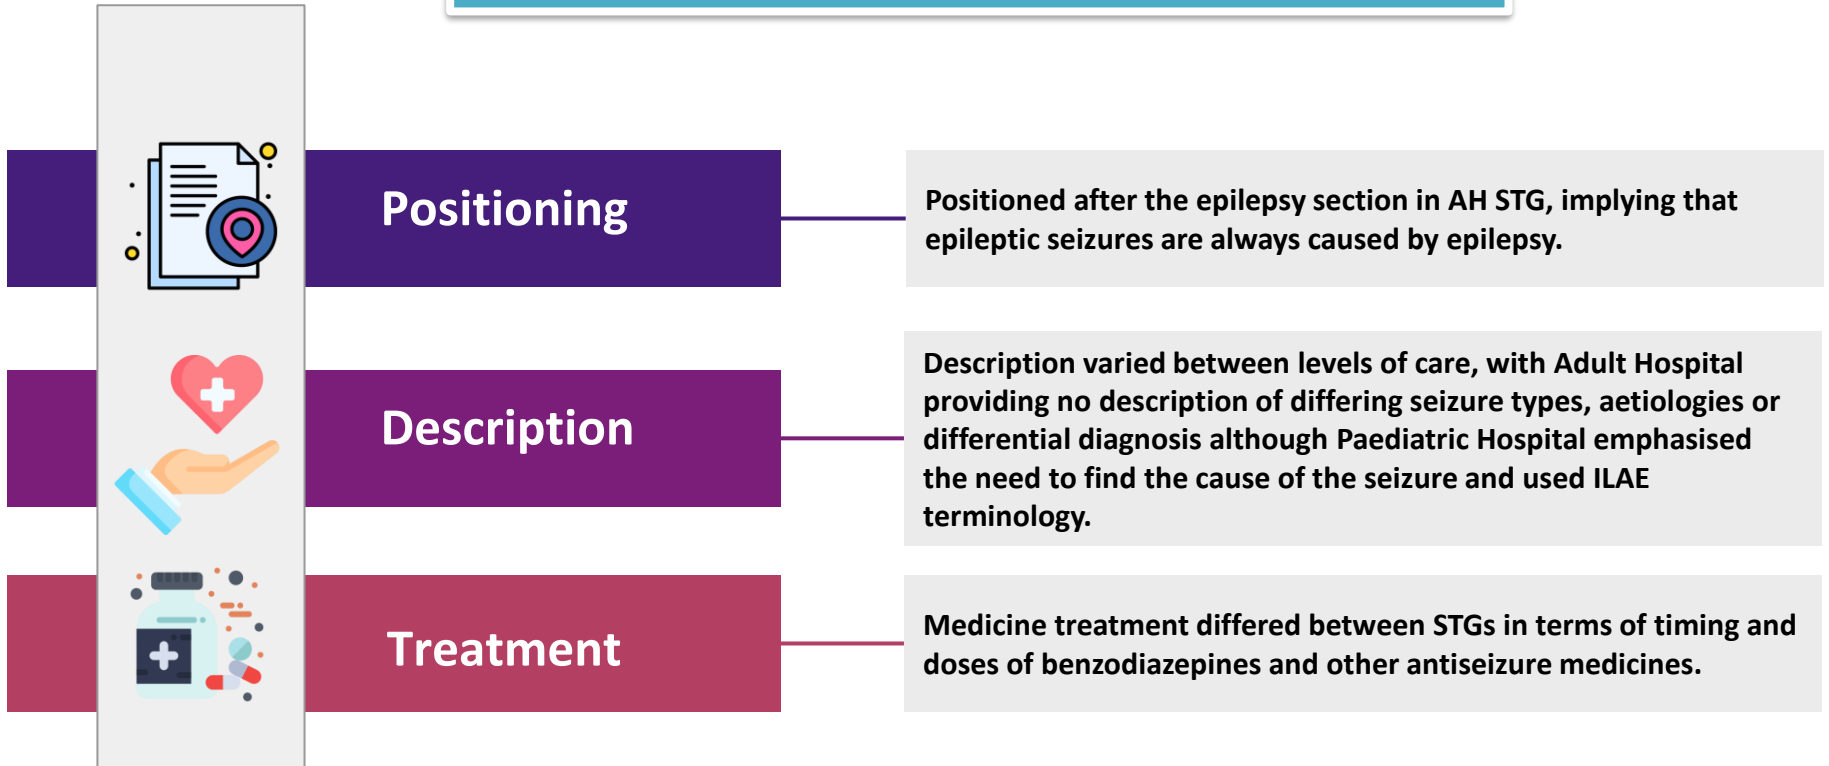 Positioning
Positioned after the epilepsy section in AH STG, implying that
epileptic seizures are always caused by epilepsy.
Description
Description varied between levels of care, with Adult Hospital
providing no description of differing seizure types, aetiologies or
differential diagnosis although Paediatric Hospital emphasised
the need to find the cause of the seizure and used ILAE
terminology.
Treatment
Medicine treatment differed between STGs in terms of timing and
doses of benzodiazepines and other antiseizure medicines.